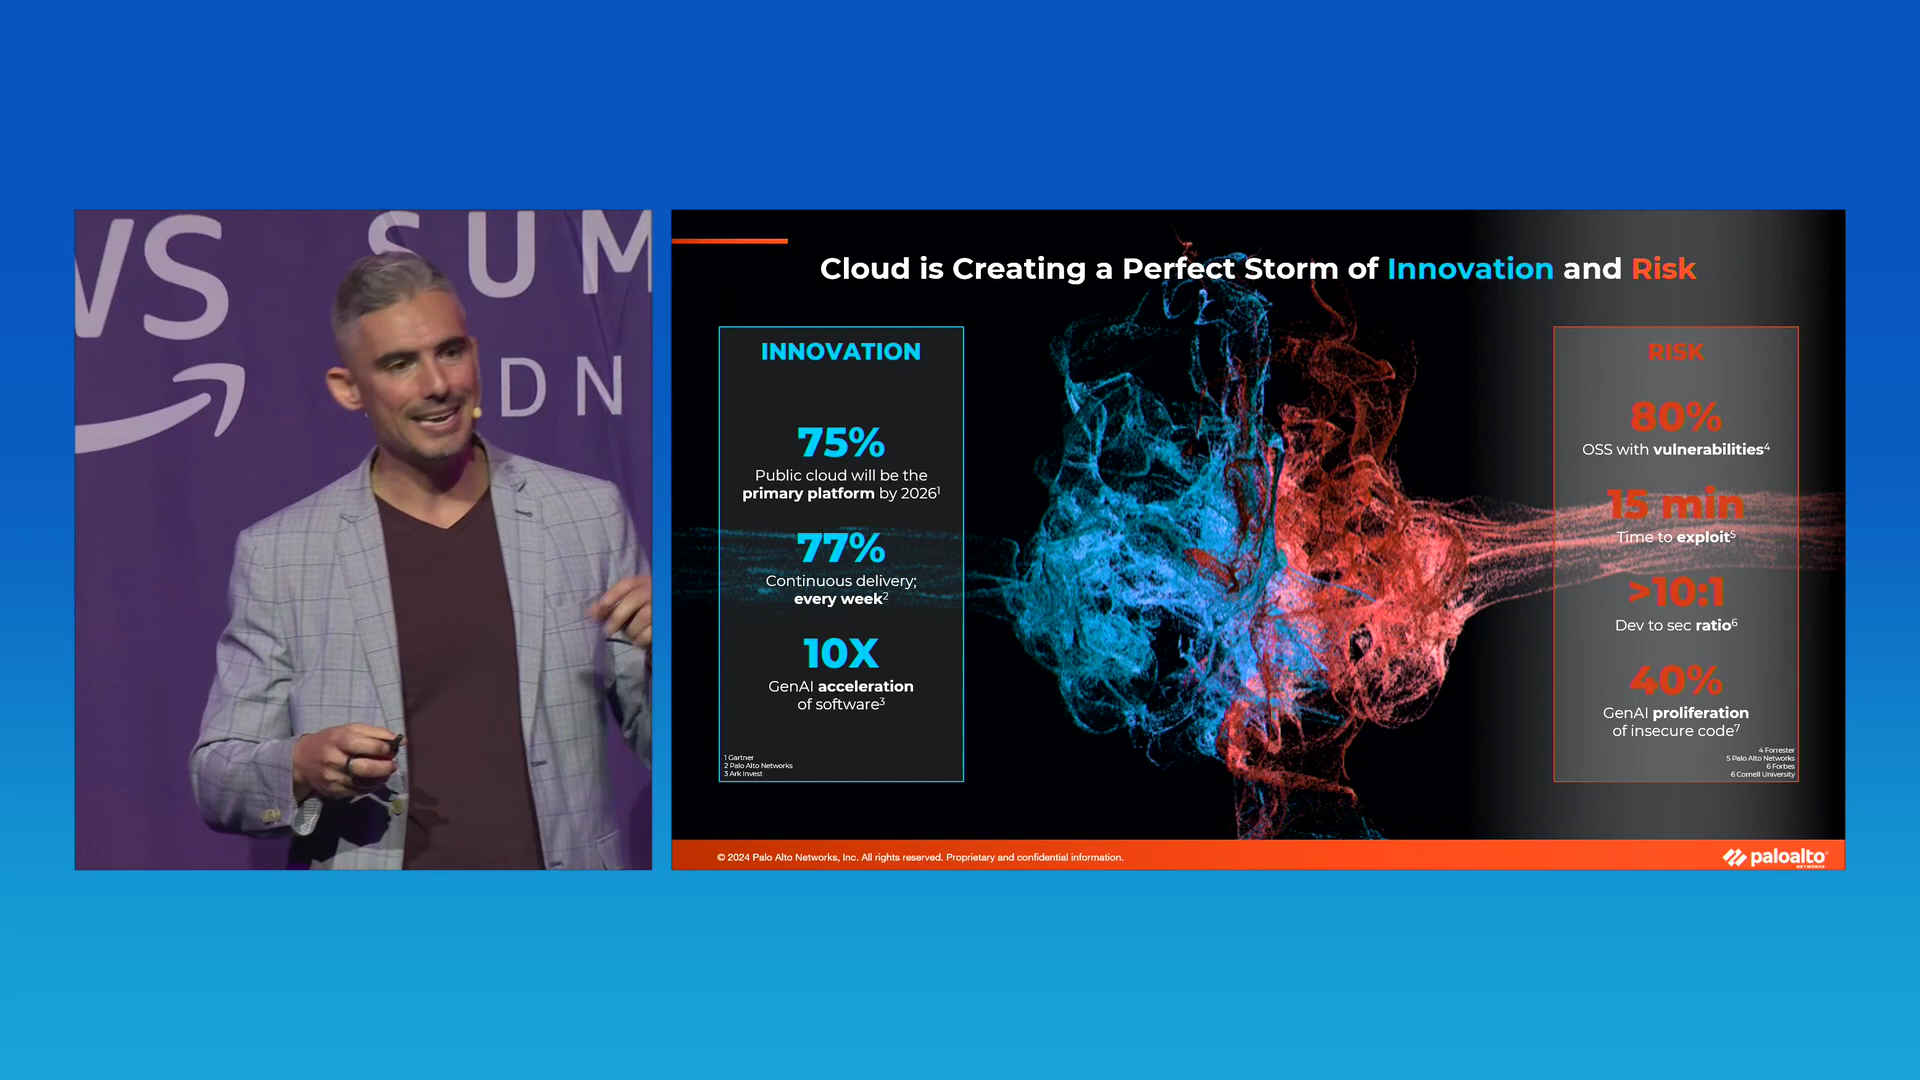 WS SUM
DN
Cloud is Creating a Perfect Storm of Innovation and Risk
INNOVATION
75%
Public cloud will be the
primary platform by 2026¹
77%
Continuous delivery;
every week²
10X
GenAI acceleration
of software³
1 Gartner
2 Palo Alto Networks
3 Ark Invest
RISK
80%
OSS with vulnerabilities⁴
15 min
Time to exploit⁵
>10:1
Dev to sec ratio⁶
40%
GenAI proliferation
of insecure code⁷
4 Forrester
5 Palo Alto Networks
6 Forbes
6 Cornell University
© 2024 Palo Alto Networks, Inc. All rights reserved. Proprietary and confidential information.
paloalto
NETWORKS